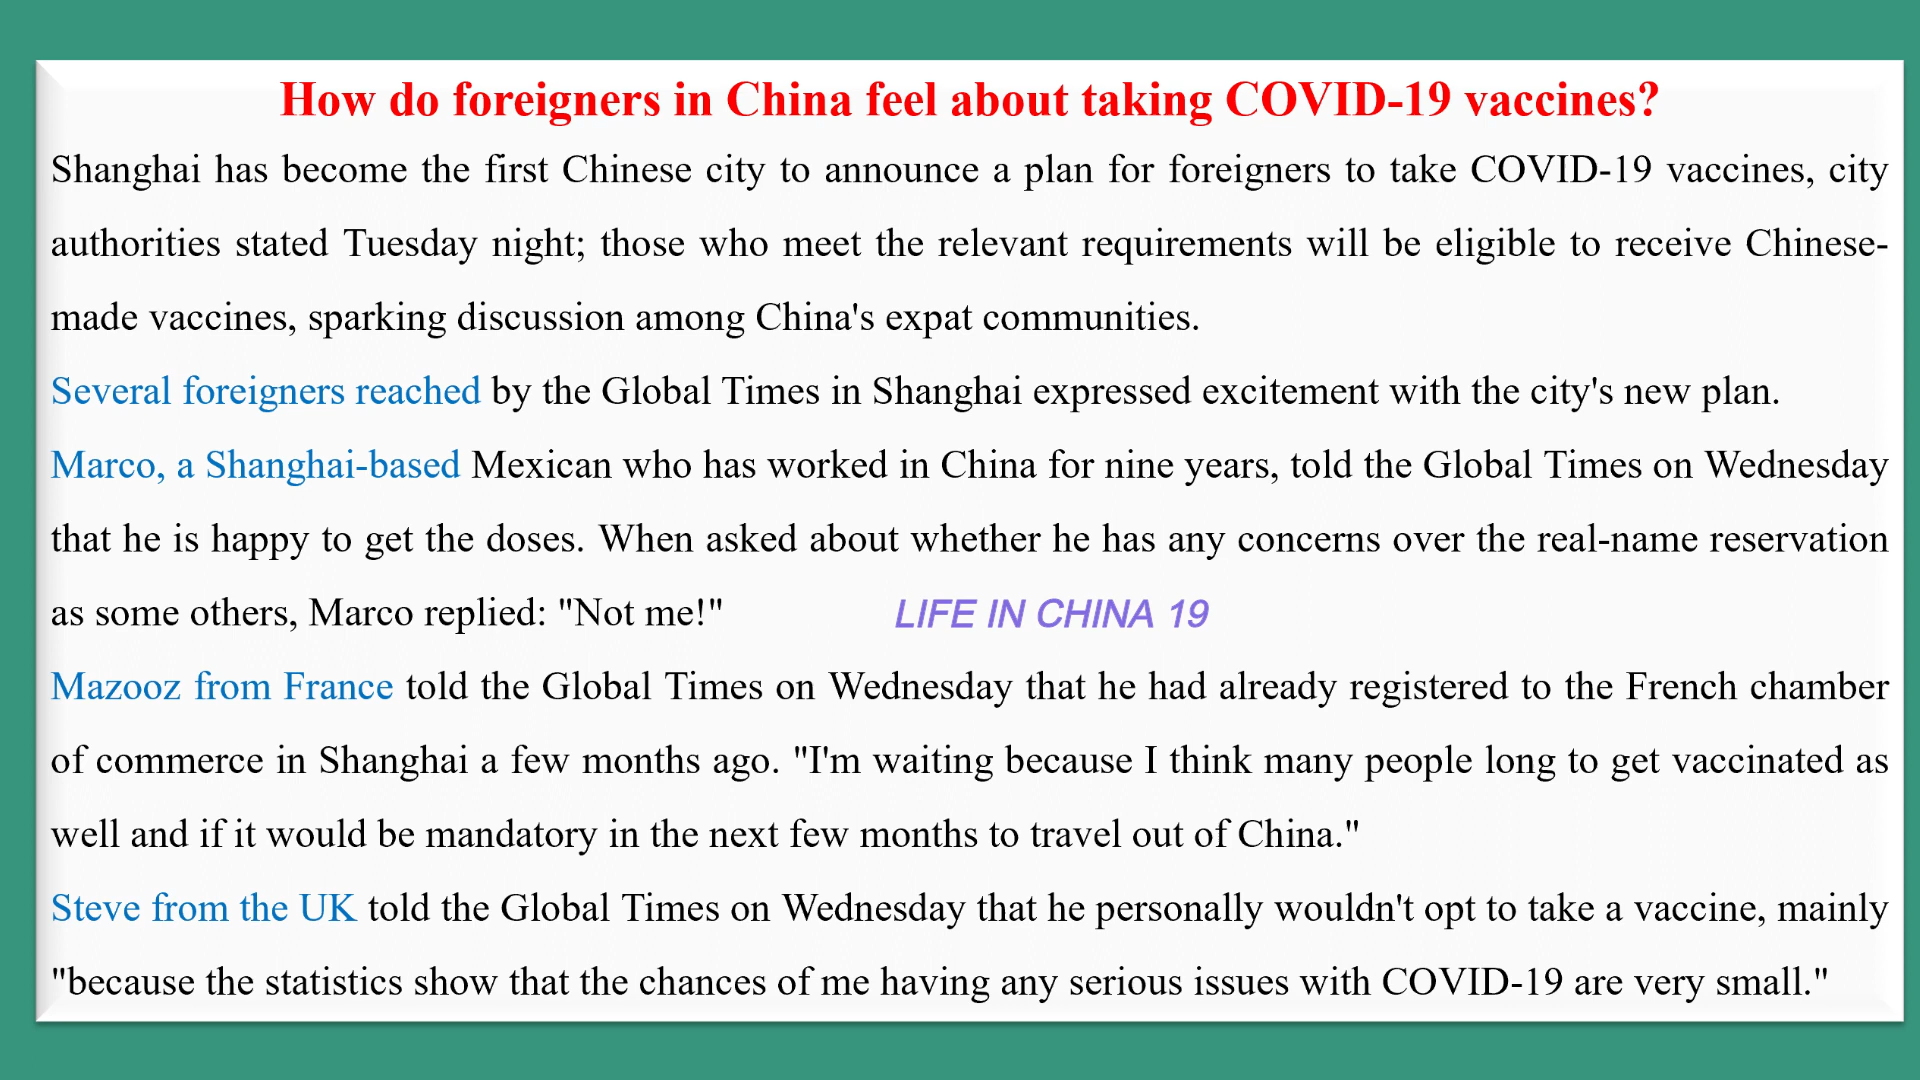 How do foreigners in China feel about taking COVID-19 vaccines?
Shanghai has become the first Chinese city to announce a plan for foreigners to take COVID-19 vaccines, city
authorities stated Tuesday night; those who meet the relevant requirements will be eligible to receive Chinese-
made vaccines, sparking discussion among China's expat communities.
Several foreigners reached by the Global Times in Shanghai expressed excitement with the city's new plan.
Marco, a Shanghai-based Mexican who has worked in China for nine years, told the Global Times on Wednesday
that he is happy to get the doses. When asked about whether he has any concerns over the real-name reservation
as some others, Marco replied: "Not me!" LIFE IN CHINA 19
Mazooz from France told the Global Times on Wednesday that he had already registered to the French chamber
of commerce in Shanghai a few months ago. "I'm waiting because I think many people long to get vaccinated as
well and if it would be mandatory in the next few months to travel out of China."
Steve from the UK told the Global Times on Wednesday that he personally wouldn't opt to take a vaccine, mainly
"because the statistics show that the chances of me having any serious issues with COVID-19 are very small."